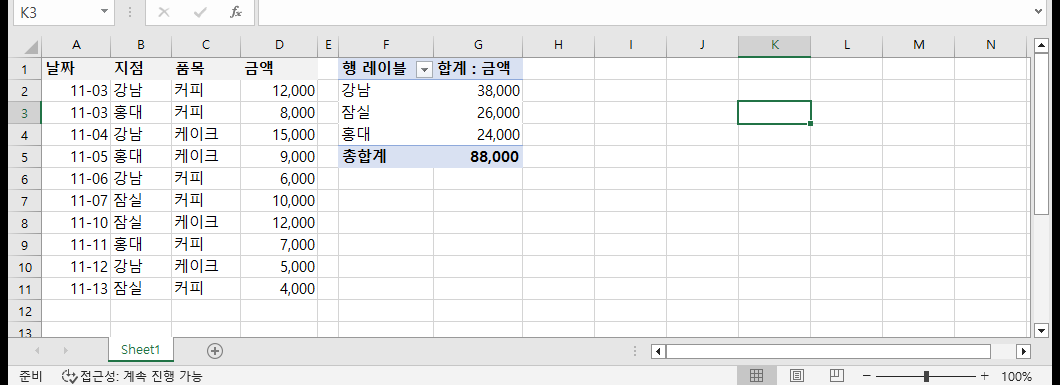 K3 fx
A B C D E F G H I J K L M N
1 날짜 지점 품목 금액 행 레이블 합계 : 금액
2 11-03 강남 커피 12,000 강남 38,000
3 11-03 홍대 커피 8,000 잠실 26,000
4 11-04 강남 케이크 15,000 홍대 24,000
5 11-05 홍대 케이크 9,000 총합계 88,000
6 11-06 강남 커피 6,000
7 11-07 잠실 커피 10,000
8 11-10 잠실 케이크 12,000
9 11-11 홍대 커피 7,000
10 11-12 강남 케이크 5,000
11 11-13 잠실 커피 4,000
12
13
Sheet1
준비 접근성: 계속 진행 가능 100%